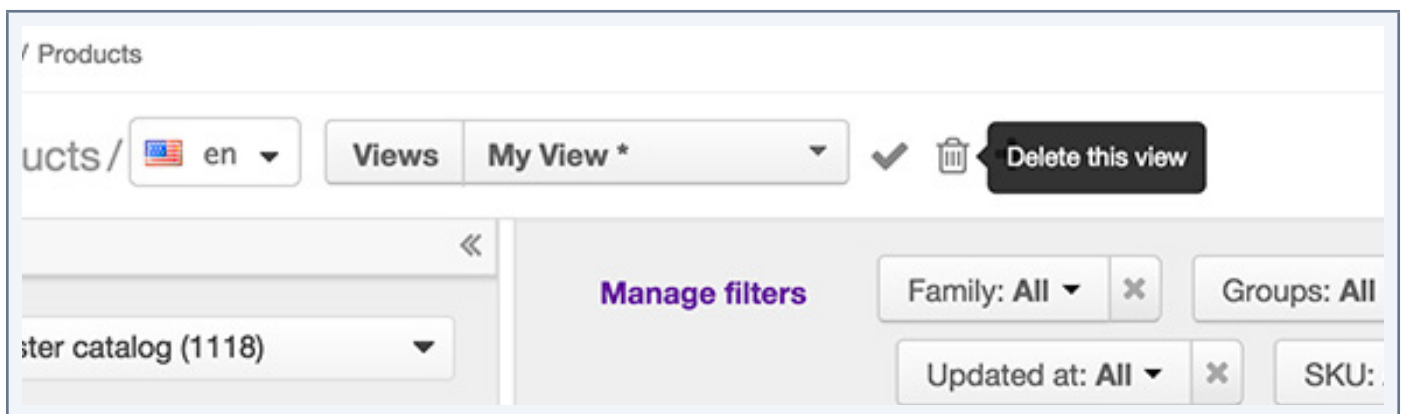 / Products
ucts/ en Views My View * Delete this view
Manage filters Family: All Groups: All
ster catalog (1118)
Updated at: All SKU: